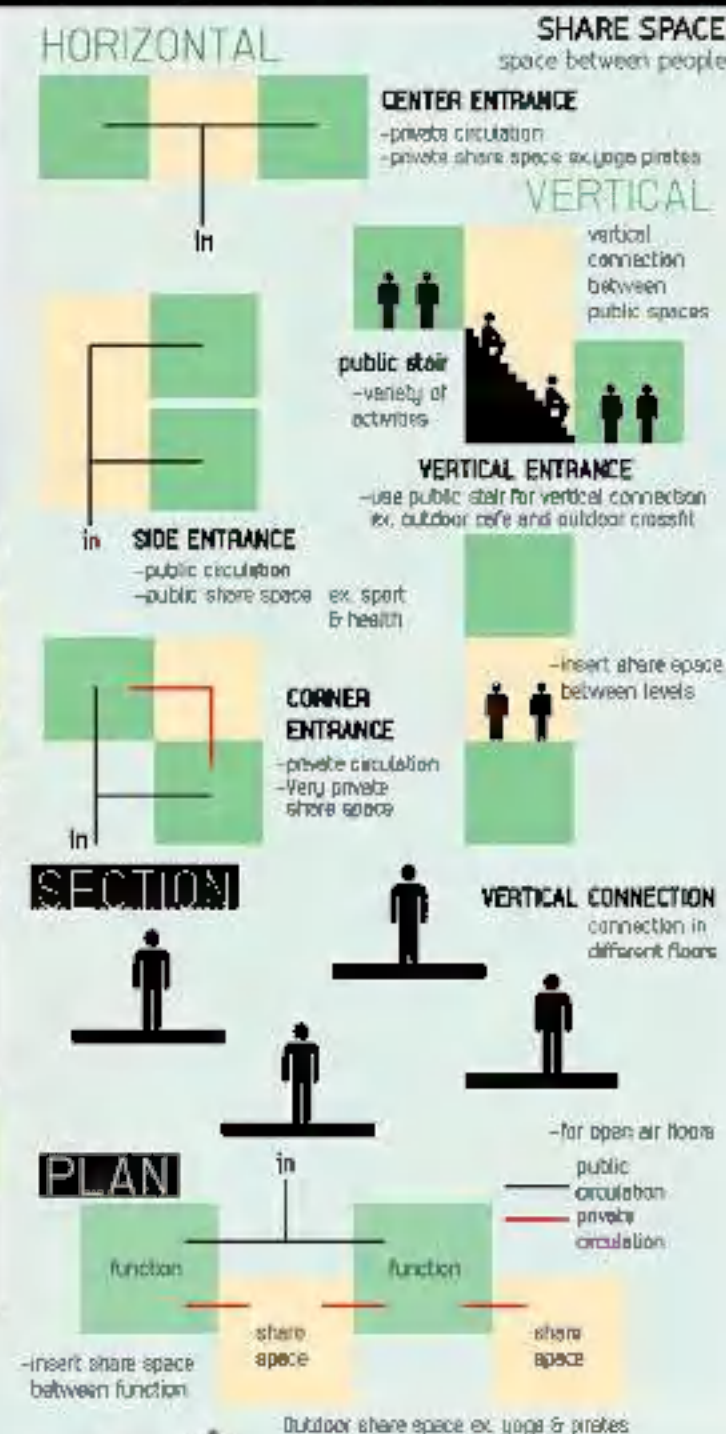 HORIZONTAL
SHARE SPACE
space between people
CENTER ENTRANCE
-private circulation
-private share space ex.yoga pirates
in
VERTICAL
vertical
connection
between
public spaces
public stair
-variety of
activities
VERTICAL ENTRANCE
-use public stair for vertical connection
ex. outdoor cafe and outdoor crossfit
in
SIDE ENTRANCE
-public circulation
-public share space ex. sport
& health
-insert share space
between levels
CORNER
ENTRANCE
-private circulation
-Very private
share space
in
SECTION
VERTICAL CONNECTION
connection in
different floors
-for open air floors
PLAN
in
public
circulation
private
circulation
function
function
share
space
share
space
-insert share space
between function
Outdoor share space ex. yoga & pirates